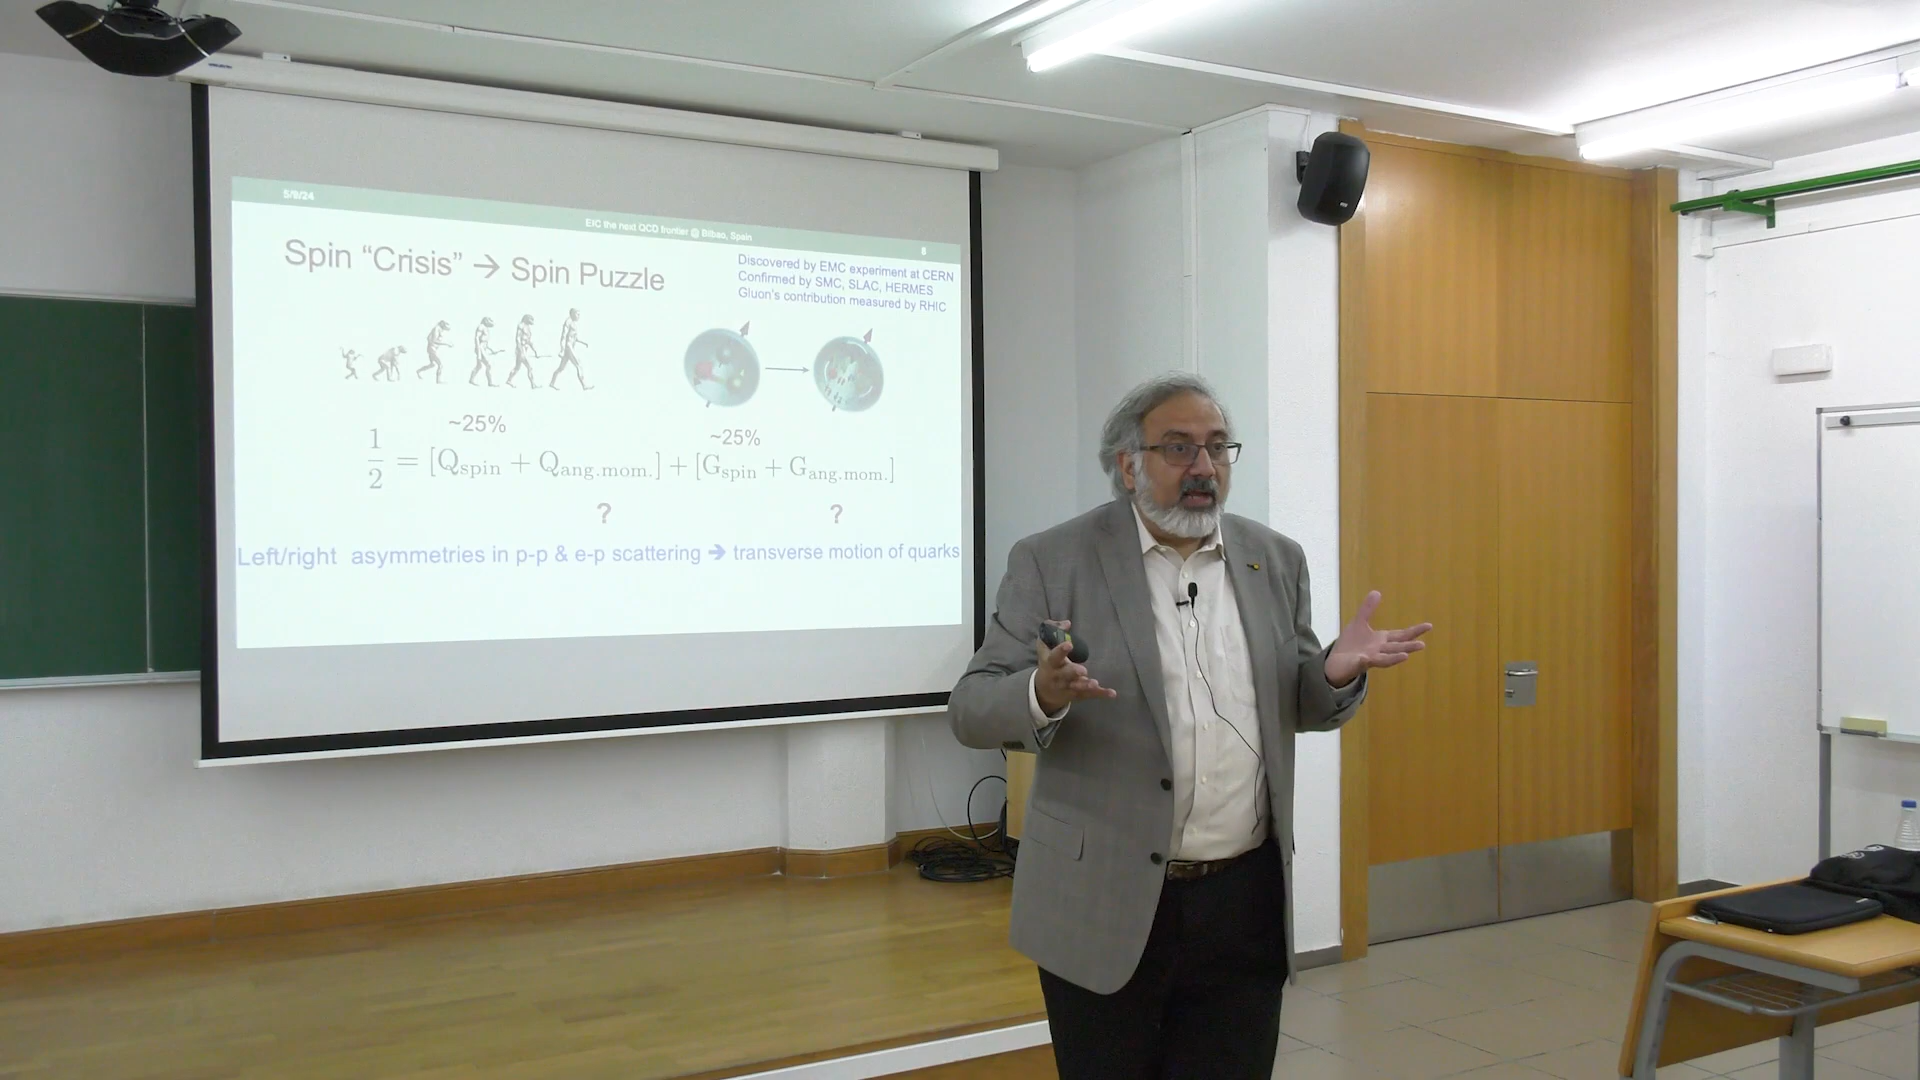 5/9/24
EIC the next QCD frontier @ Bilbao, Spain
8
Spin “Crisis” → Spin Puzzle
Discovered by EMC experiment at CERN
Confirmed by SMC, SLAC, HERMES
Gluon's contribution measured by RHIC
~25% ~25%
1/2 = [Q_spin + Q_ang.mom.] + [G_spin + G_ang.mom.]
? ?
Left/right asymmetries in p-p & e-p scattering ➔ transverse motion of quarks